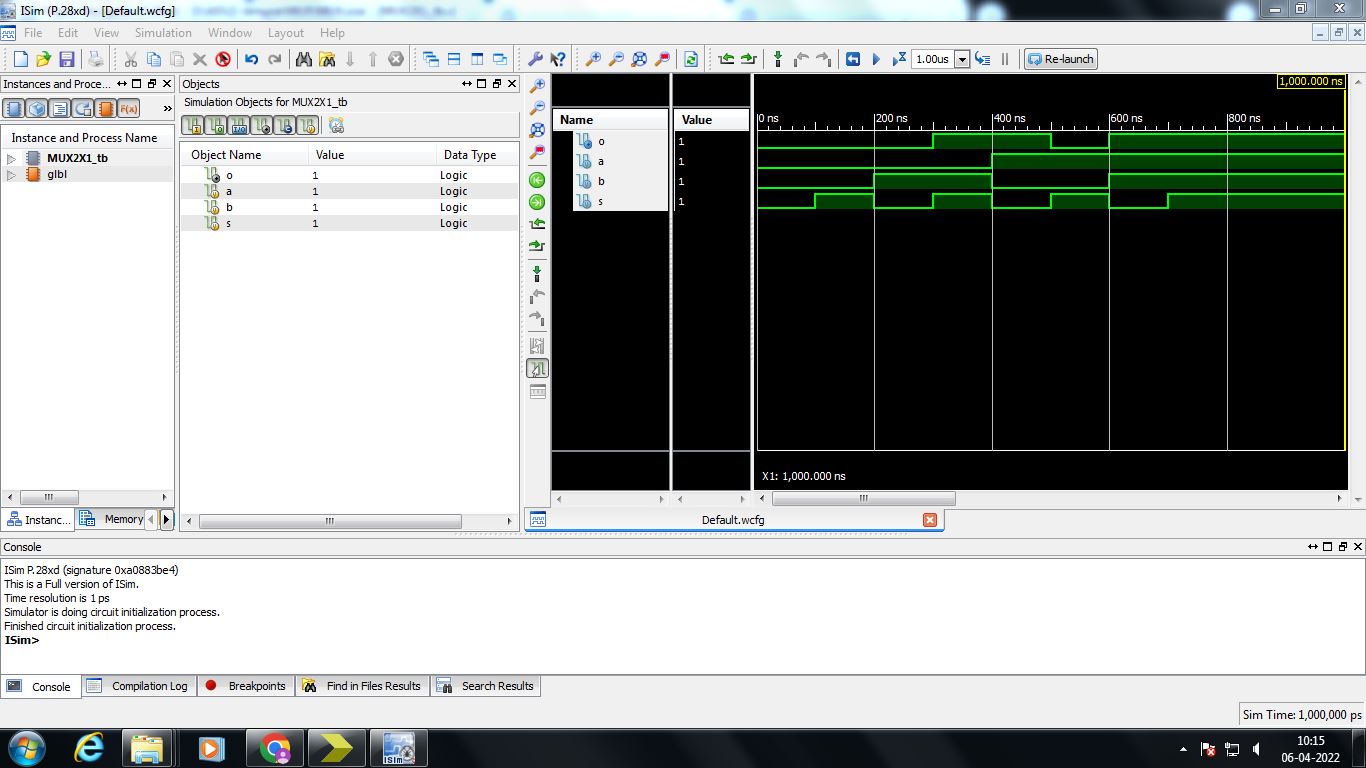 ISim (P.28xd) - [Default.wcfg]
File Edit View Simulation Window Layout Help
1.00us Re-launch
Instances and Proce...
F(x) »
Instance and Process Name
MUX2X1_tb
glbl
Instanc... Memory
Objects
Simulation Objects for MUX2X1_tb
Object Name Value Data Type
o 1 Logic
a 1 Logic
b 1 Logic
s 1 Logic
Name Value
o 1
a 1
b 1
s 1
1,000.000 ns
0 ns 200 ns 400 ns 600 ns 800 ns
X1: 1,000.000 ns
Default.wcfg
Console
ISim P.28xd (signature 0xa0883be4)
This is a Full version of ISim.
Time resolution is 1 ps
Simulator is doing circuit initialization process.
Finished circuit initialization process.
ISim>
Console Compilation Log Breakpoints Find in Files Results Search Results
Sim Time: 1,000,000 ps
ISim
10:15
06-04-2022